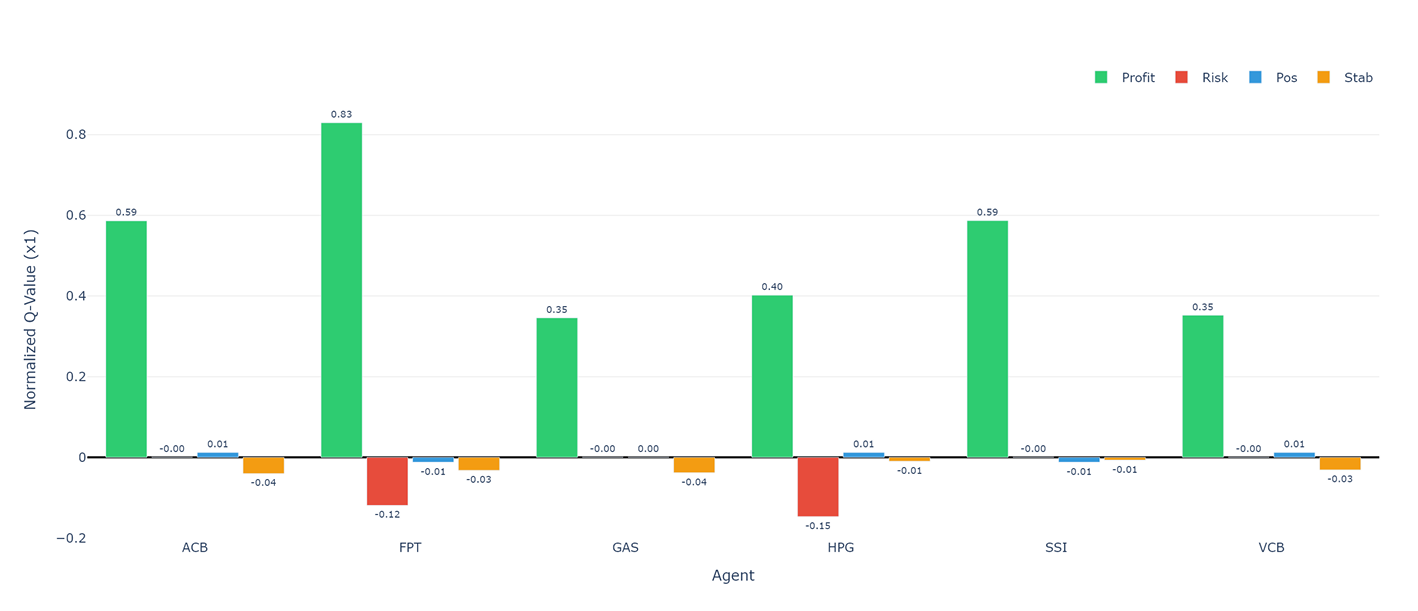 Profit Risk Pos Stab
0.83
0.8
0.59 0.59
0.6
Normalized Q-Value (x1)
0.40
0.4
0.35 0.35
0.2
-0.00 0.01 -0.00 0.00 0.01 -0.00 -0.00 0.01
0
-0.04 -0.01 -0.03 -0.04 -0.01 -0.01 -0.01 -0.03
-0.12 -0.15
−0.2
ACB FPT GAS HPG SSI VCB
Agent